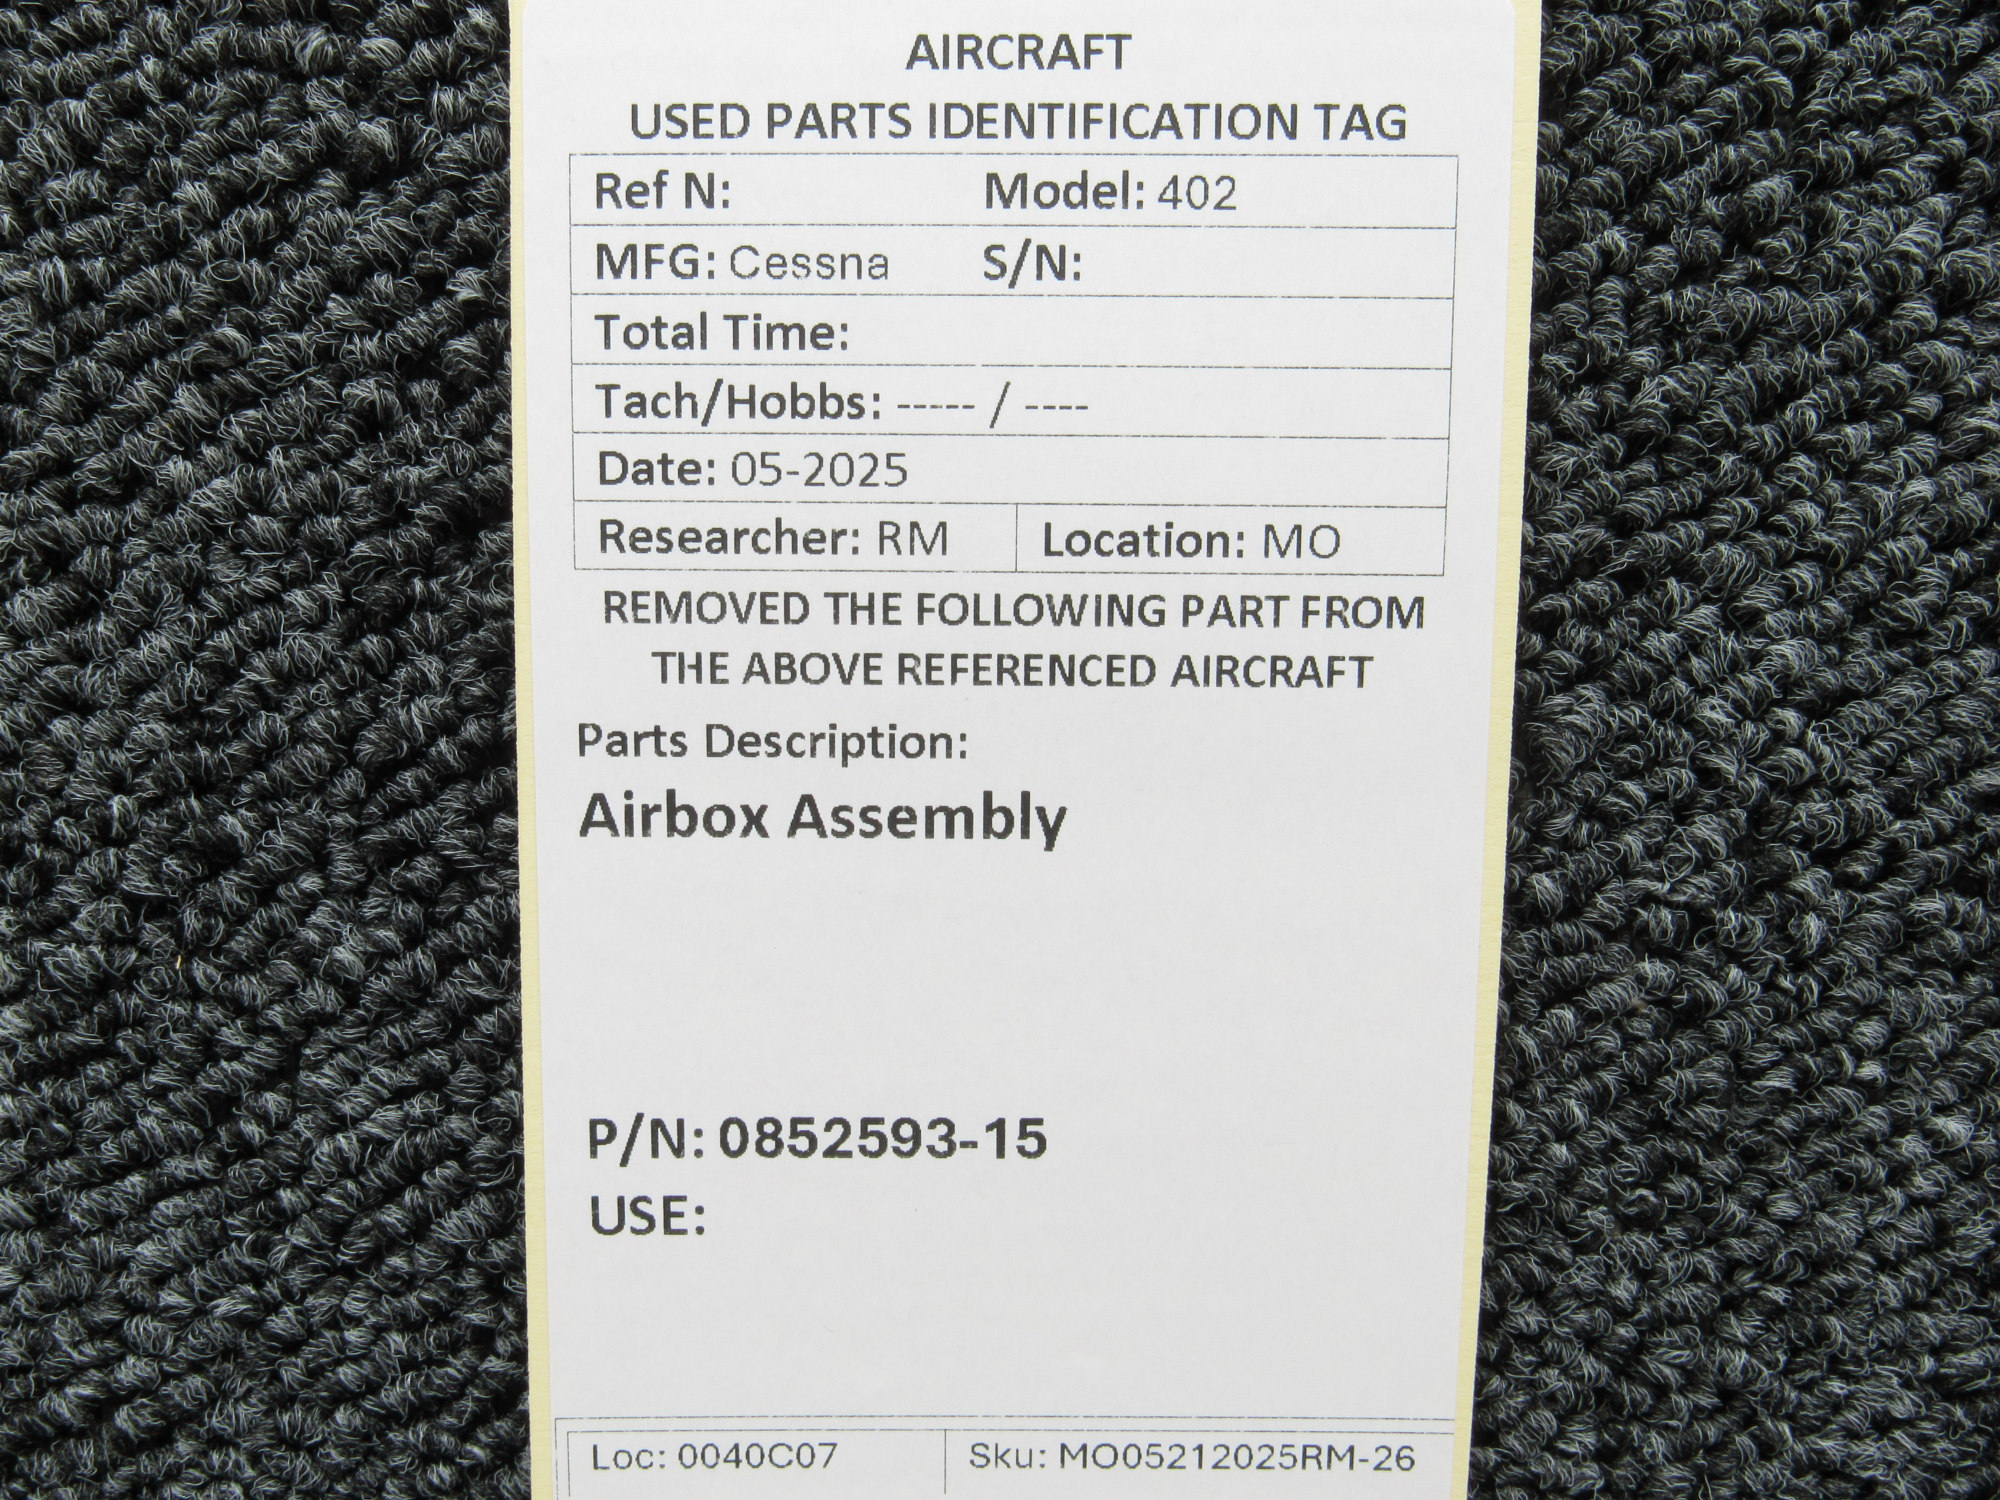 AIRCRAFT
USED PARTS IDENTIFICATION TAG
Ref N: Model: 402
MFG: Cessna S/N:
Total Time:
Tach/Hobbs: ----- / ----
Date: 05-2025
Researcher: RM Location: MO
REMOVED THE FOLLOWING PART FROM
THE ABOVE REFERENCED AIRCRAFT
Parts Description:
Airbox Assembly
P/N: 0852593-15
USE:
Loc: 0040C07 Sku: MO05212025RM-26